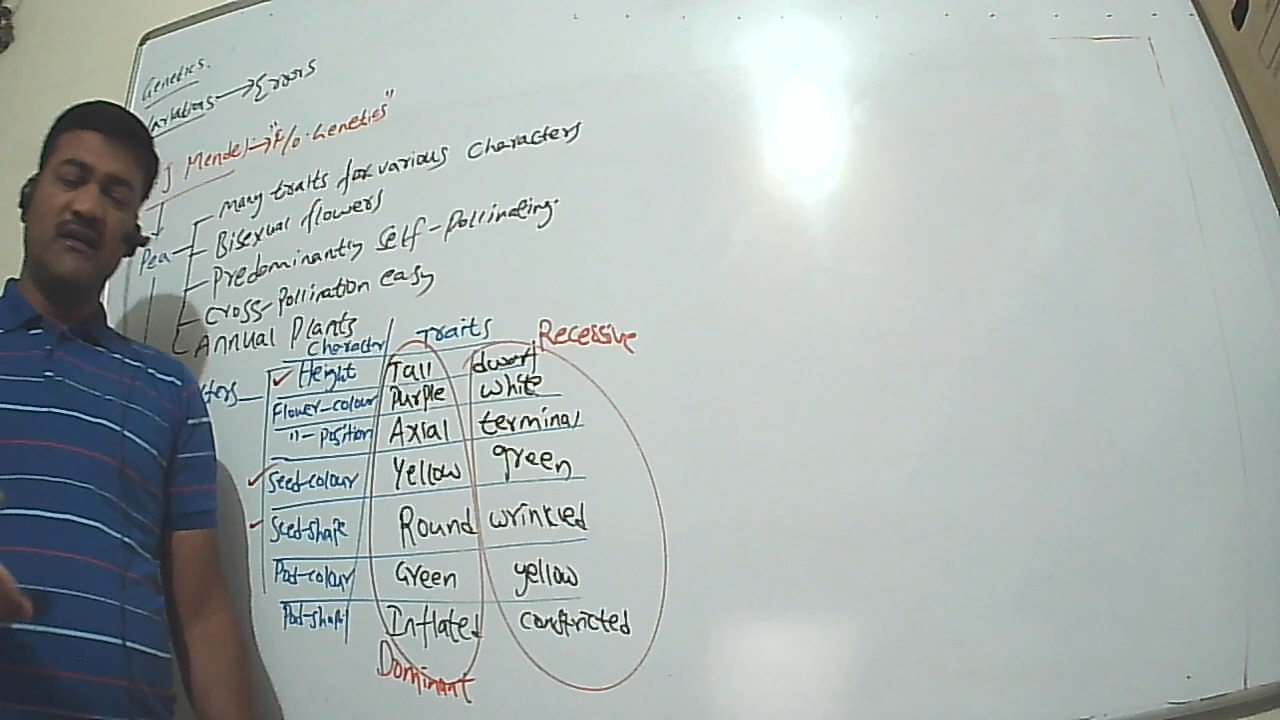 Genetics.
Variations → Errors
J Mendel → "F/o. Genetics"
Pea
Many traits for various characters
Bisexual flowers
Predominantly self-pollinating.
Cross-Pollination easy
Annual Plants
Character Traits Recessive
Height Tall dwarf
Flower-colour Purple white
"-Position Axial terminal
Seed-colour Yellow green
Seed-shape Round wrinkled
Pod-colour Green yellow
Pod-shape Inflated constricted
Dominant